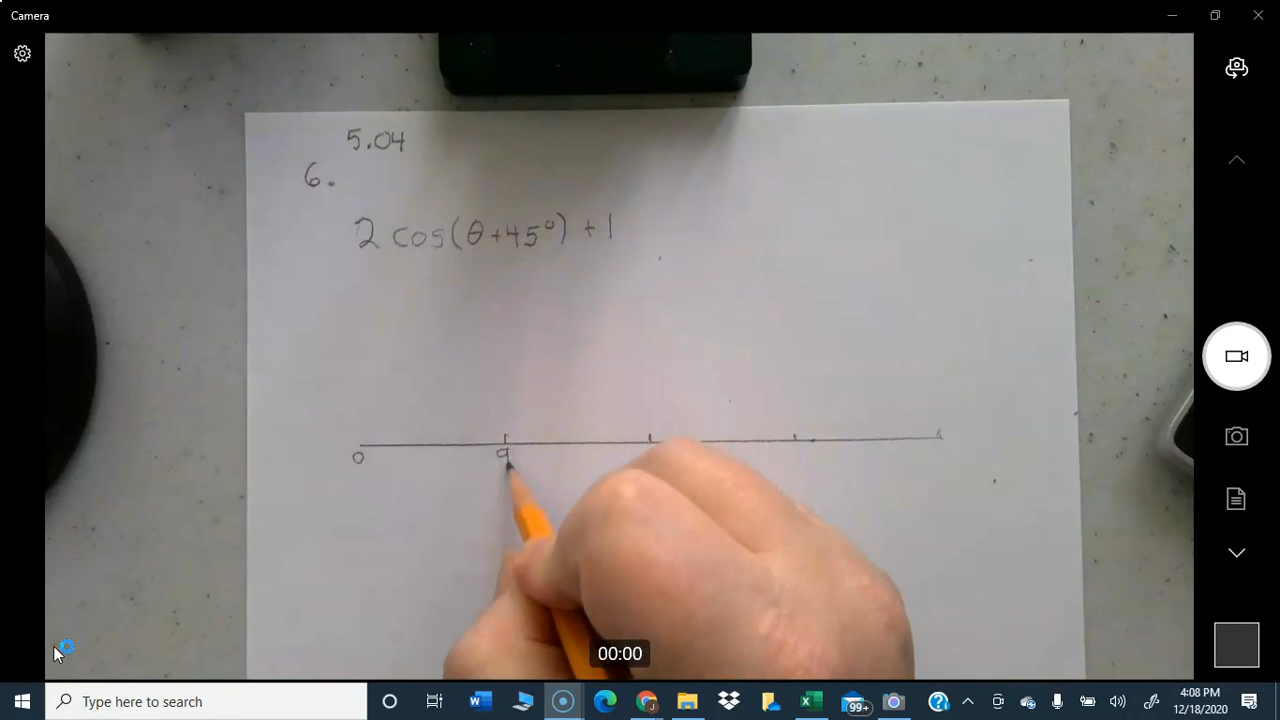 Camera
5.04
6.
2 cos(θ+45°) + 1
0 9
00:00
Type here to search
99+
4:08 PM
12/18/2020